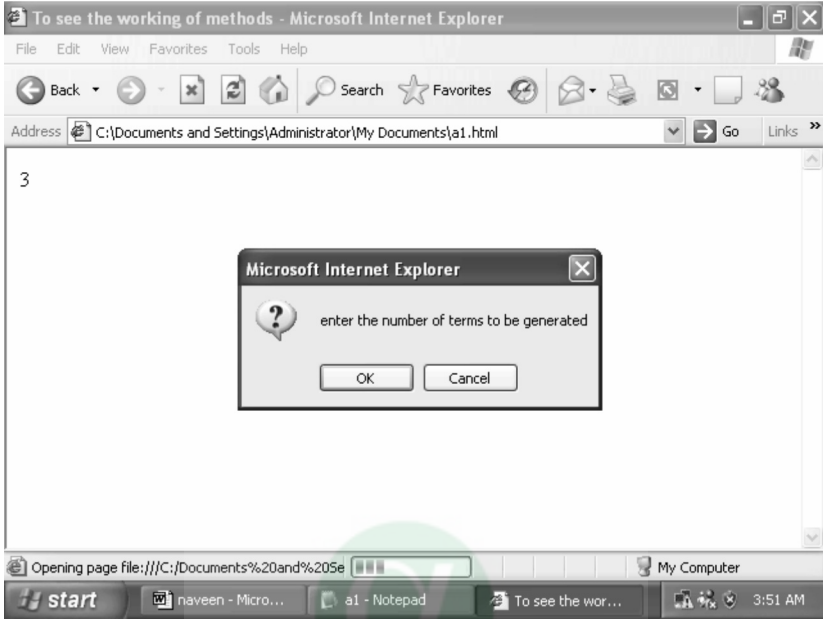 To see the working of methods - Microsoft Internet Explorer
File Edit View Favorites Tools Help
Back Search Favorites
Address C:\Documents and Settings\Administrator\My Documents\a1.html Go Links »
3
Microsoft Internet Explorer
?
enter the number of terms to be generated
OK Cancel
Opening page file:///C:/Documents%20and%20Se My Computer
start naveen - Micro... a1 - Notepad To see the wor... 3:51 AM